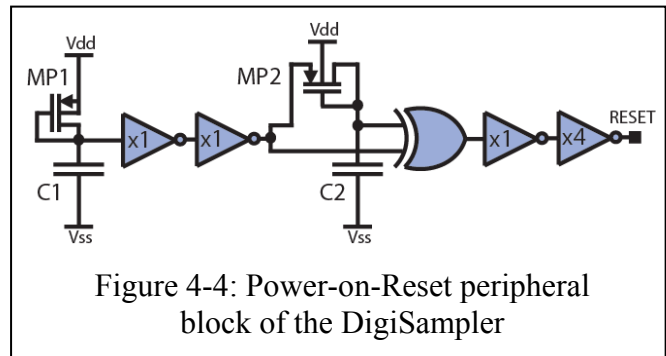 Vdd
MP1
C1
Vss
x1
x1
Vdd
MP2
C2
Vss
x1
x4
RESET
Figure 4-4: Power-on-Reset peripheral
block of the DigiSampler